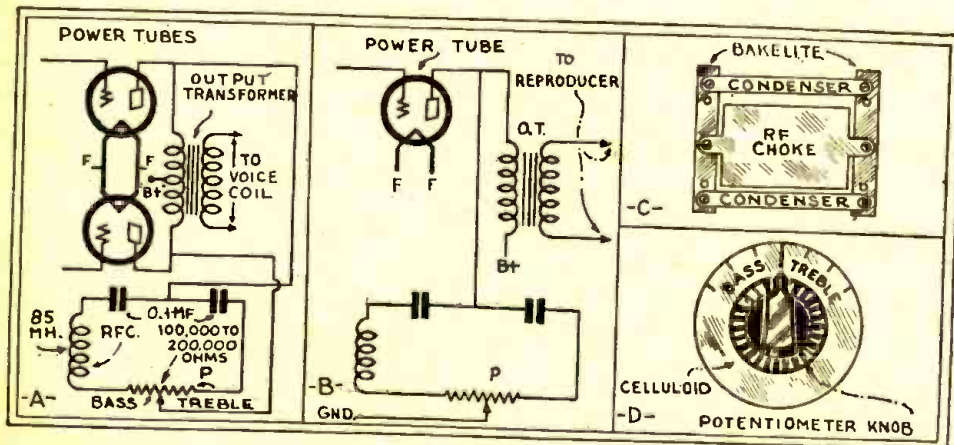 POWER TUBES
OUTPUT
TRANSFORMER
F
F
B+
TO
VOICE
COIL
85
MH.
RFC.
0.1MF.
100,000 TO
200,000
OHMS
P
BASS
TREBLE
-A-
POWER TUBE
TO
REPRODUCER
O.T.
F
F
B+
P
-B-
GND.
BAKELITE
CONDENSER
RF
CHOKE
-C-
CONDENSER
BASS
TREBLE
CELLULOID
-D-
POTENTIOMETER KNOB